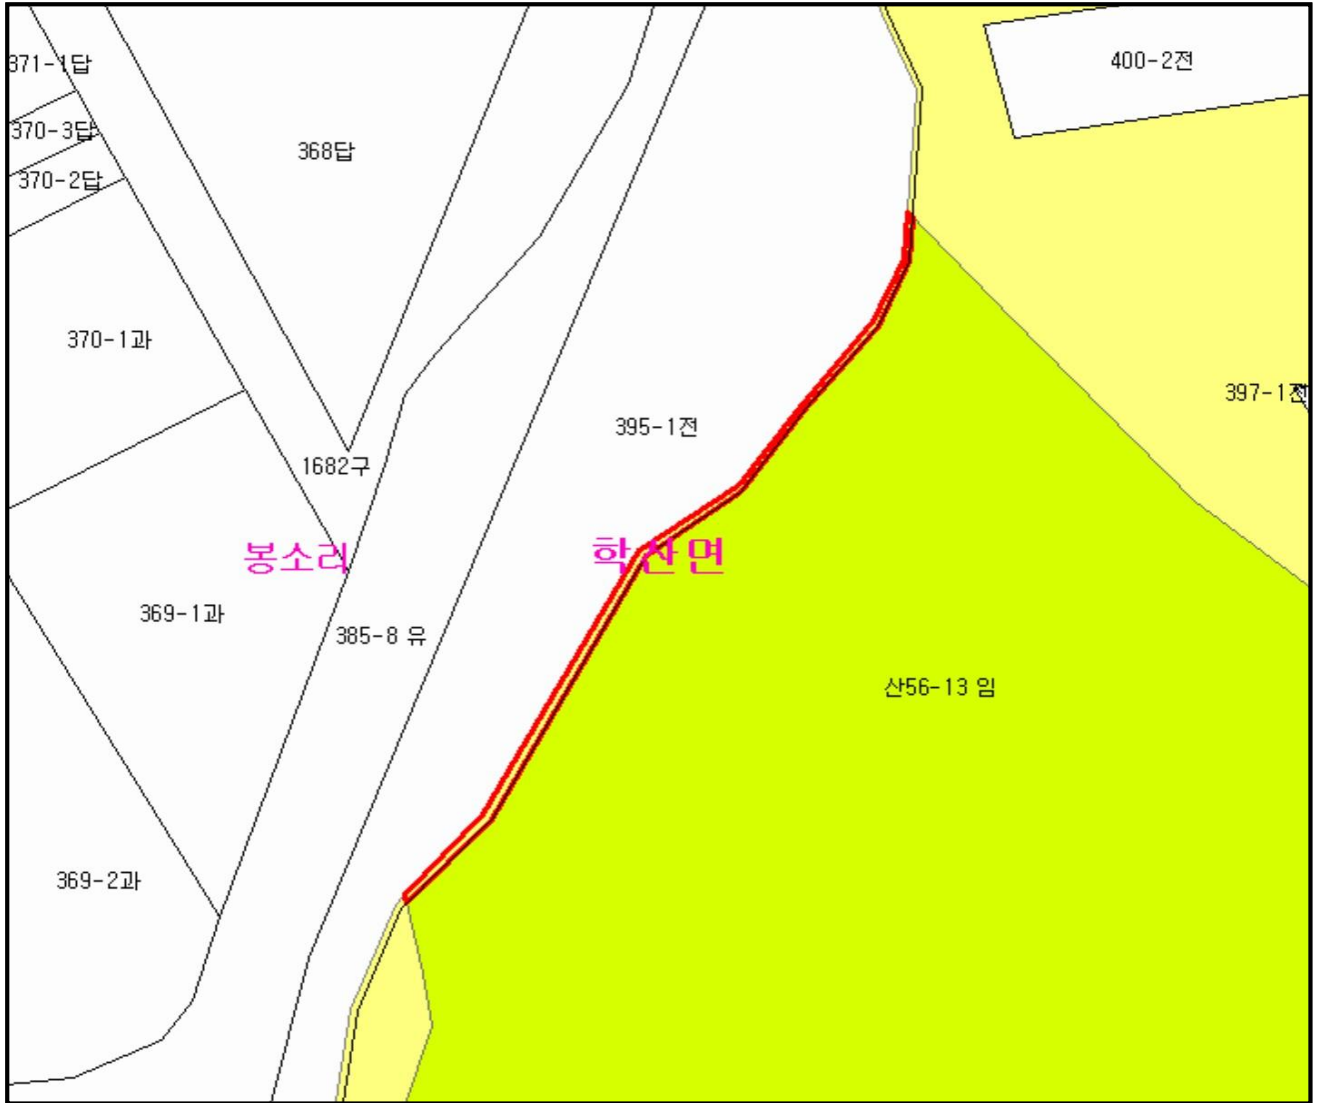 400-2전
371-1답
370-3답
368답
370-2답
370-1과
397-1전
395-1전
1682구
봉소리
학산면
369-1과
385-8 유
산56-13 임
369-2과